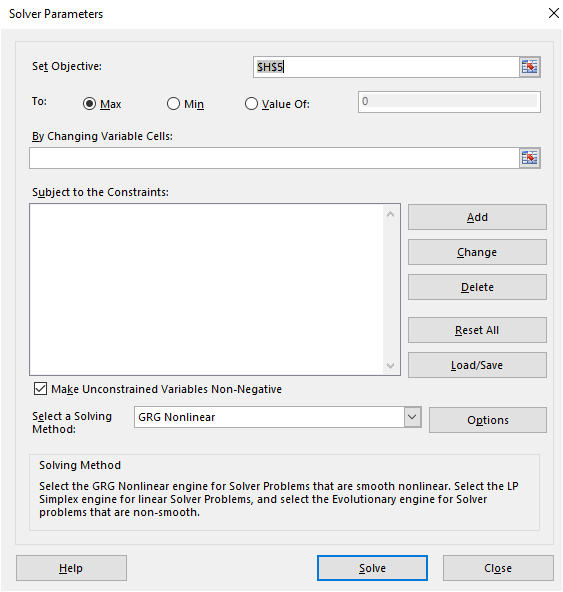 Solver Parameters
Set Objective:
$H$5
To:
Max
Min
Value Of:
0
By Changing Variable Cells:
Subject to the Constraints:
Add
Change
Delete
Reset All
Load/Save
Make Unconstrained Variables Non-Negative
Select a Solving
Method:
GRG Nonlinear
Options
Solving Method
Select the GRG Nonlinear engine for Solver Problems that are smooth nonlinear. Select the LP
Simplex engine for linear Solver Problems, and select the Evolutionary engine for Solver
problems that are non-smooth.
Help
Solve
Close